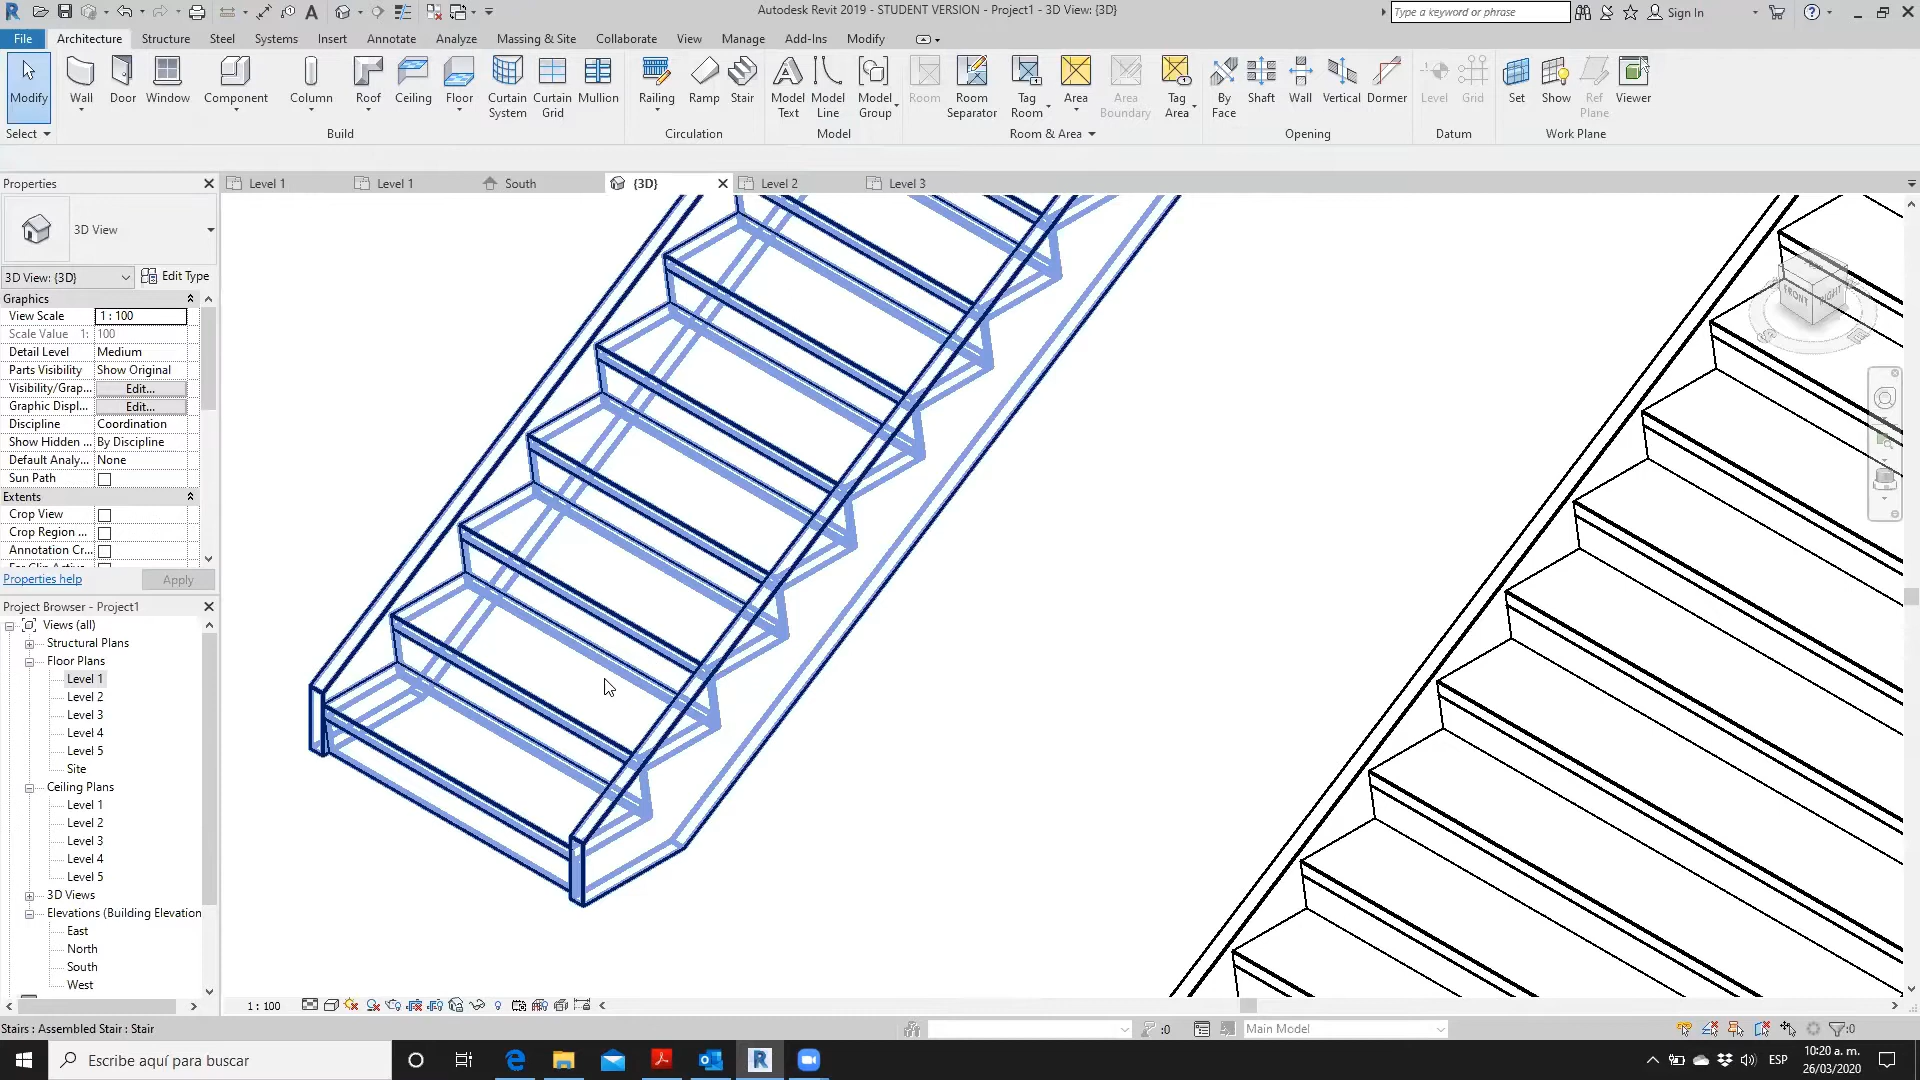 Autodesk Revit 2019 - STUDENT VERSION - Project1 - 3D View: {3D}
Type a keyword or phrase
Sign In
File Architecture Structure Steel Systems Insert Annotate Analyze Massing & Site Collaborate View Manage Add-Ins Modify
Modify Wall Door Window Component Column Roof Ceiling Floor Curtain System Curtain Grid Mullion Railing Ramp Stair Model Text Model Line Model Group Room Room Separator Tag Room Area Area Boundary Tag Area By Face Shaft Wall Vertical Dormer Level Grid Set Show Ref Plane Viewer
Select Build Circulation Model Room & Area Opening Datum Work Plane
Properties
Level 1 Level 1 South {3D} Level 2 Level 3
3D View
3D View: {3D} Edit Type
Graphics
View Scale 1 : 100
Scale Value 1: 100
Detail Level Medium
Parts Visibility Show Original
Visibility/Grap... Edit...
Graphic Displ... Edit...
Discipline Coordination
Show Hidden ... By Discipline
Default Analy... None
Sun Path
Extents
Crop View
Crop Region ...
Annotation Cr...
Properties help Apply
FRONT RIGHT
Project Browser - Project1
Views (all)
Structural Plans
Floor Plans
Level 1
Level 2
Level 3
Level 4
Level 5
Site
Ceiling Plans
Level 1
Level 2
Level 3
Level 4
Level 5
3D Views
Elevations (Building Elevation
East
North
South
West
1 : 100
Stairs : Assembled Stair : Stair
:0
Main Model
:0
Escribe aquí para buscar
ESP
10:20 a. m.
26/03/2020